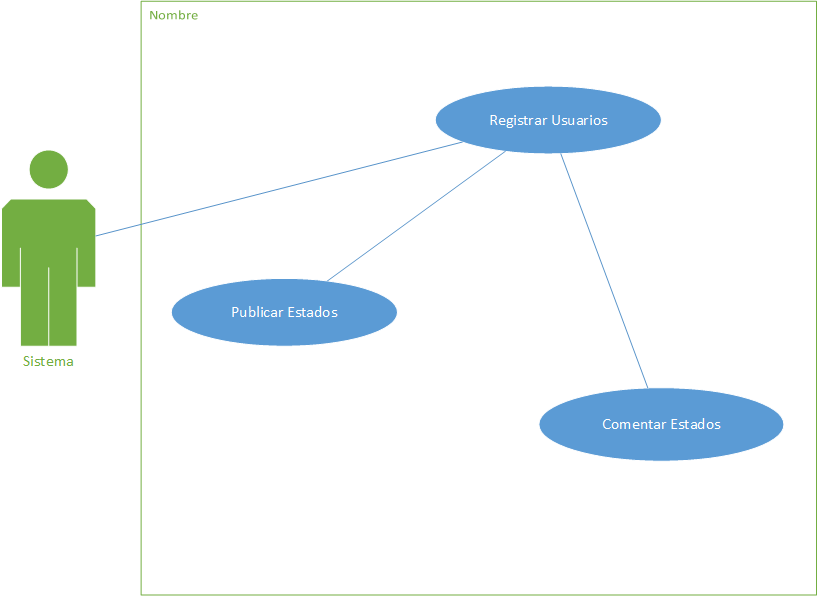 Nombre
Registrar Usuarios
Publicar Estados
Sistema
Comentar Estados